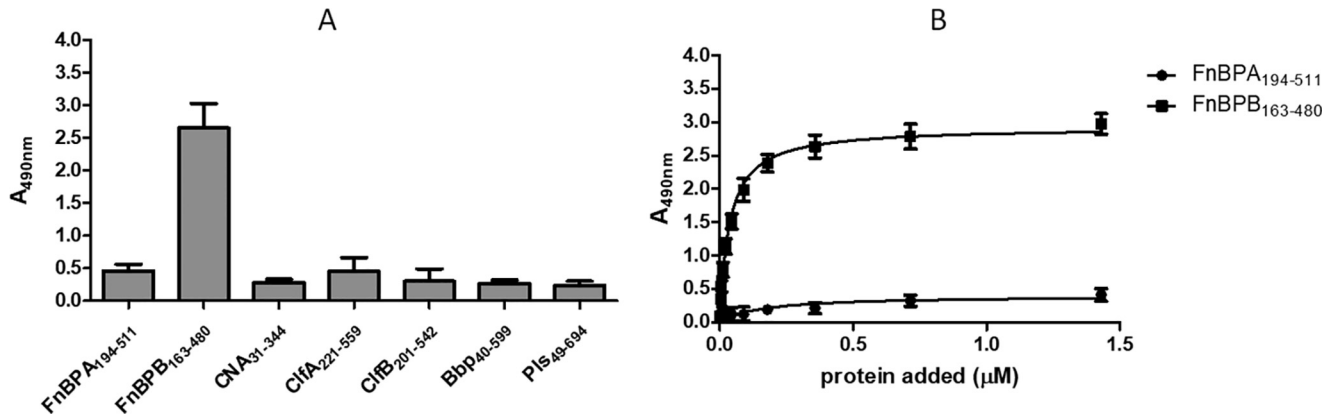 A
4.0
3.5
3.0
2.5
2.0
1.5
1.0
0.5
0.0
A490nm
FnBPA194-511
FnBPB163-480
CNA31-344
ClfA221-559
ClfB201-542
Bbp40-599
Pls49-694
B
4.0
3.5
3.0
2.5
2.0
1.5
1.0
0.5
0.0
A490nm
0.0 0.5 1.0 1.5
protein added (µM)
FnBPA194-511
FnBPB163-480